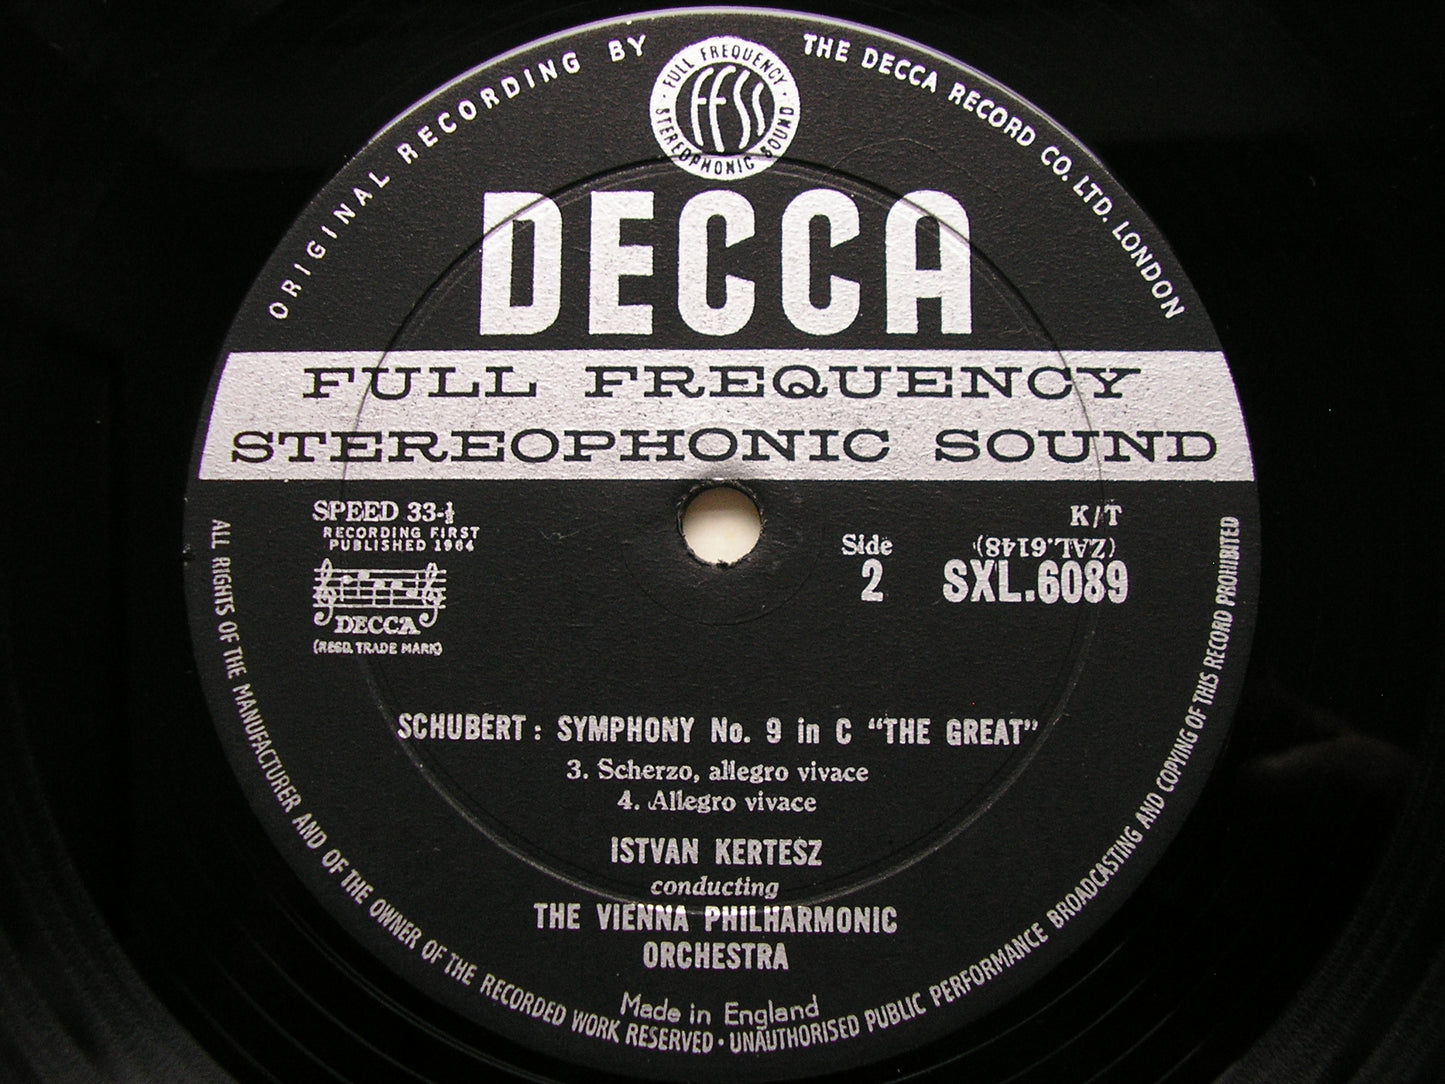 ORIGINAL RECORDING BY
THE DECCA RECORD CO. LTD. LONDON
· FULL FREQUENCY ·
STEREOPHONIC SOUND
FFSS
DECCA
FULL FREQUENCY
STEREOPHONIC SOUND
SPEED 33-⅓
RECORDING FIRST
PUBLISHED 1964
DECCA
(REGD. TRADE MARK)
K/T
Side
(ZAL.6148)
2
SXL.6089
SCHUBERT : SYMPHONY No. 9 in C “THE GREAT”
3. Scherzo, allegro vivace
4. Allegro vivace
ISTVAN KERTESZ
conducting
THE VIENNA PHILHARMONIC
ORCHESTRA
Made in England
ALL RIGHTS OF THE MANUFACTURER AND OF THE OWNER OF THE RECORDED WORK RESERVED · UNAUTHORISED PUBLIC PERFORMANCE BROADCASTING AND COPYING OF THIS RECORD PROHIBITED